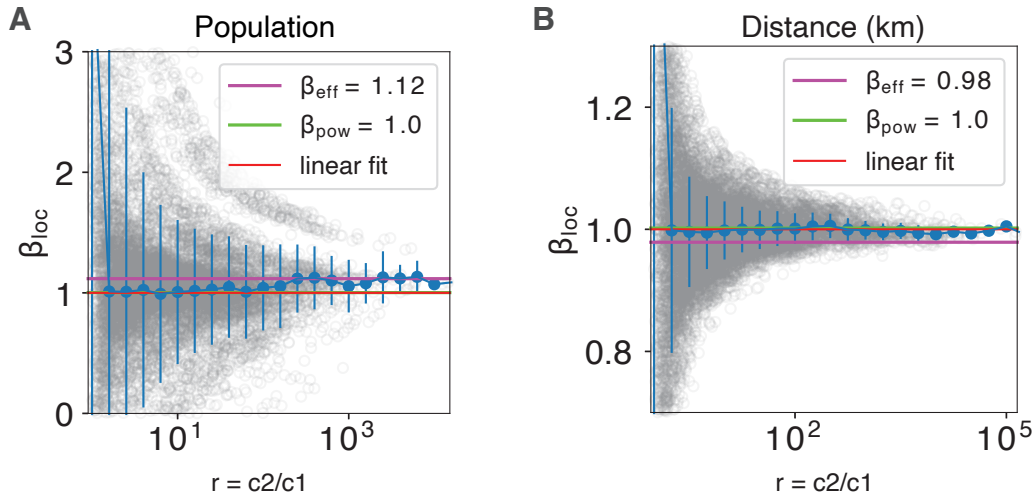 A
Population
3
2
1
0
β_loc
β_eff = 1.12
β_pow = 1.0
linear fit
10^1
10^3
r = c2/c1
B
Distance (km)
1.2
1.0
0.8
β_loc
β_eff = 0.98
β_pow = 1.0
linear fit
10^2
10^5
r = c2/c1